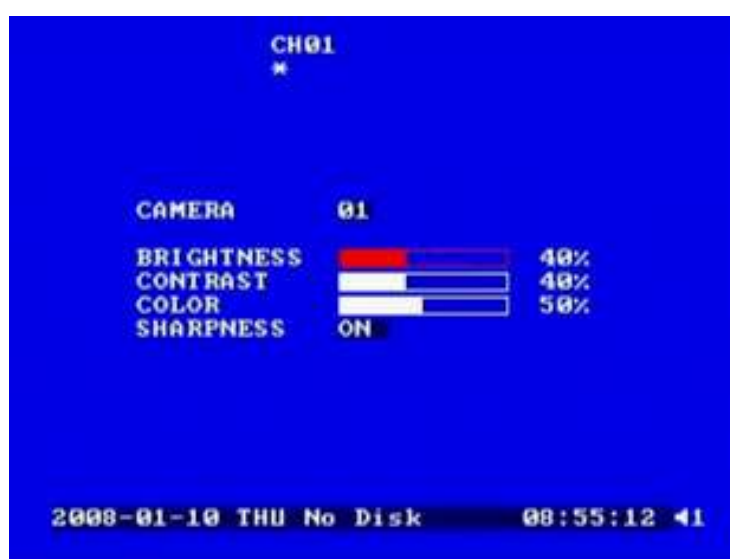 CH01
*
CAMERA 01
BRIGHTNESS 40%
CONTRAST 40%
COLOR 50%
SHARPNESS ON
2008-01-10 THU No Disk 08:55:12 1